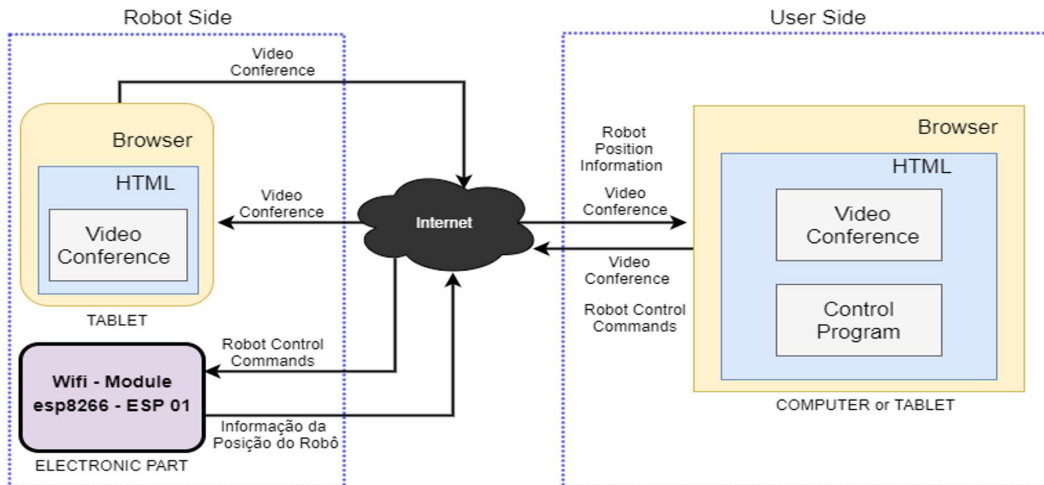 Robot Side
User Side
Video
Conference
Browser
HTML
Video
Conference
TABLET
Video
Conference
Internet
Robot
Position
Information
Video
Conference
Video
Conference
Robot Control
Commands
Browser
HTML
Video
Conference
Control
Program
COMPUTER or TABLET
Robot Control
Commands
Wifi - Module
esp8266 - ESP 01
Informação da
Posição do Robô
ELECTRONIC PART